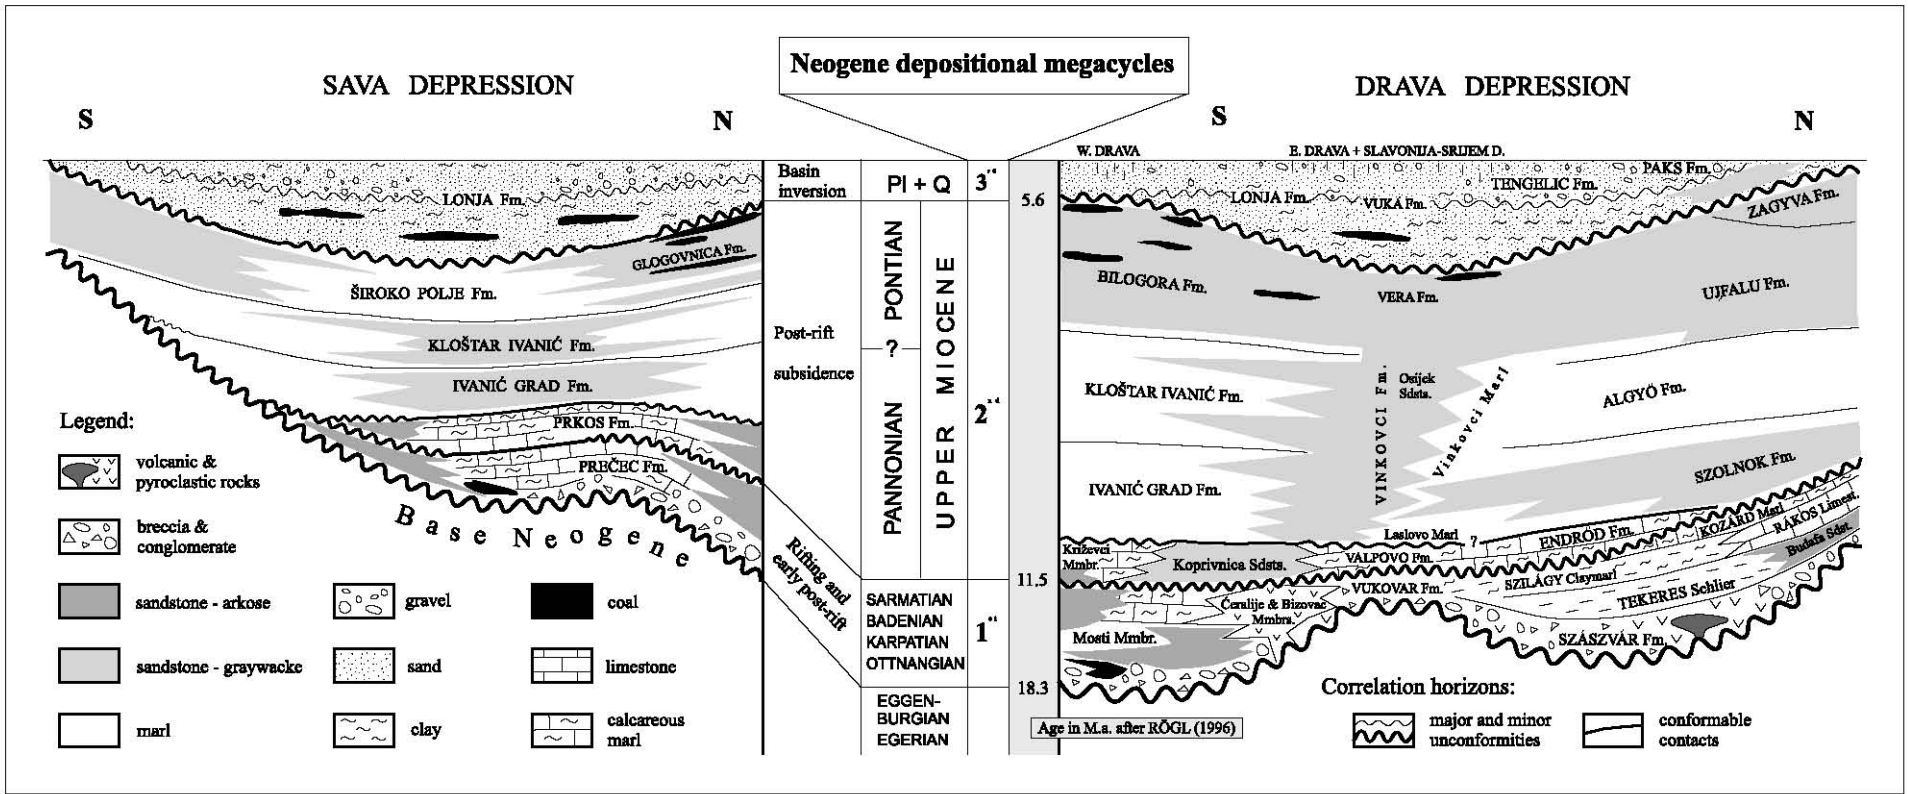 Neogene depositional megacycles
SAVA DEPRESSION
S
N
DRAVA DEPRESSION
S
N
W. DRAVA
E. DRAVA + SLAVONIJA-SRIJEM D.
LONJA Fm.
GLOGOVNICA Fm.
ŠIROKO POLJE Fm.
KLOŠTAR IVANIĆ Fm.
IVANIĆ GRAD Fm.
PRKOS Fm.
PREČEC Fm.
Base Neogene
Legend:
volcanic &
pyroclastic rocks
breccia &
conglomerate
sandstone - arkose
sandstone - graywacke
marl
gravel
sand
clay
coal
limestone
calcareous
marl
Basin
inversion
Post-rift
subsidence
Rifting and
early post-rift
Pl + Q
PONTIAN
?
PANNONIAN
UPPER MIOCENE
SARMATIAN
BADENIAN
KARPATIAN
OTTNANGIAN
EGGEN-
BURGIAN
EGERIAN
3rd
2nd
1st
5.6
11.5
18.3
Age in M.a. after RÖGL (1996)
PAKS Fm.
TENGELIC Fm.
LONJA Fm.
VUKA Fm.
ZAGYVA Fm.
BILOGORA Fm.
VERA Fm.
UJFALU Fm.
KLOŠTAR IVANIĆ Fm.
VINKOVCI Fm.
Osijek
Sdsts.
Vinkovci Marl
ALGYÖ Fm.
IVANIĆ GRAD Fm.
SZOLNOK Fm.
Laslovo Marl
?
ENDRÖD Fm.
KOZARD Marl
RÁKOS Limest.
Budafa Sdst.
Križevci
Mmbr.
Koprivnica Sdsts.
VALPOVO Fm.
VUKOVAR Fm.
SZILÁGY Claymarl
TEKERES Schlier
Čeralije & Bizovac
Mmbrs.
Mosti Mmbr.
SZÁSZVÁR Fm.
Correlation horizons:
major and minor
unconformities
conformable
contacts